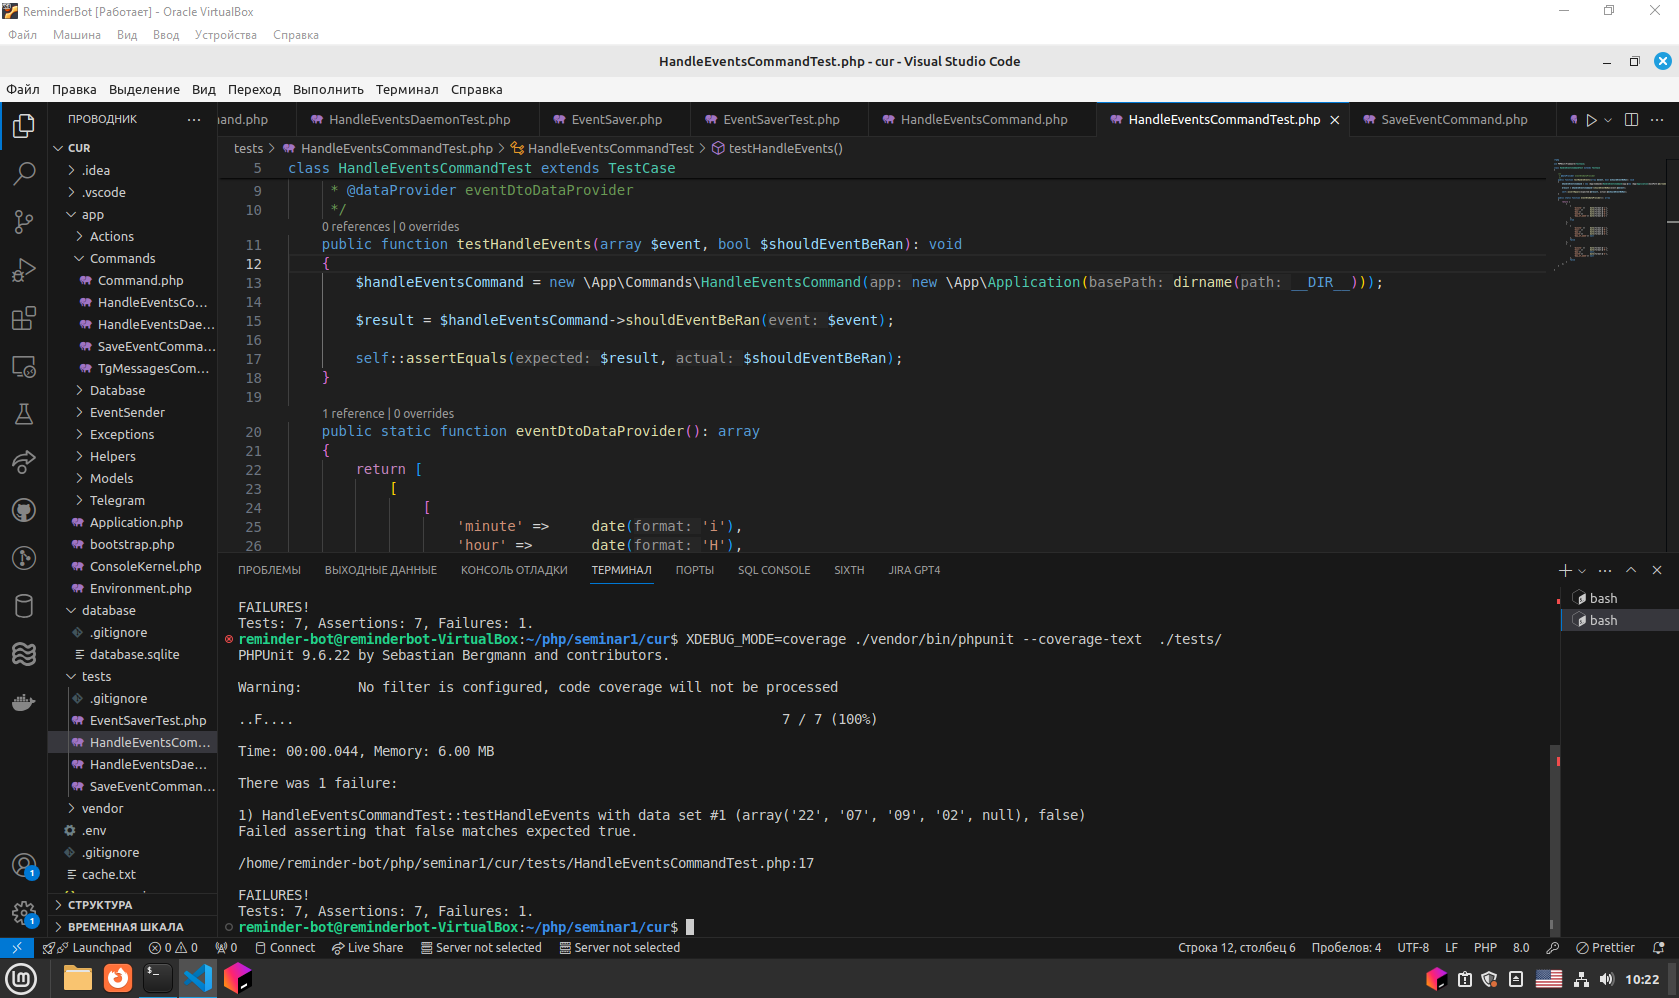 ReminderBot [Работает] - Oracle VirtualBox
Файл Машина Вид Ввод Устройства Справка
HandleEventsCommandTest.php - cur - Visual Studio Code
Файл Правка Выделение Вид Переход Выполнить Терминал Справка
ПРОВОДНИК ···
and.php HandleEventsDaemonTest.php EventSaver.php EventSaverTest.php HandleEventsCommand.php HandleEventsCommandTest.php SaveEventCommand.php
tests > HandleEventsCommandTest.php > HandleEventsCommandTest > testHandleEvents()
CUR
.idea
.vscode
app
Actions
Commands
Command.php
HandleEventsCo...
HandleEventsDae...
SaveEventComma...
TgMessagesCom...
Database
EventSender
Exceptions
Helpers
Models
Telegram
Application.php
bootstrap.php
ConsoleKernel.php
Environment.php
database
.gitignore
database.sqlite
tests
.gitignore
EventSaverTest.php
HandleEventsCom...
HandleEventsDae...
SaveEventComman...
vendor
.env
.gitignore
cache.txt
СТРУКТУРА
ВРЕМЕННАЯ ШКАЛА
5 class HandleEventsCommandTest extends TestCase
9 * @dataProvider eventDtoDataProvider
10 */
0 references | 0 overrides
11 public function testHandleEvents(array $event, bool $shouldEventBeRan): void
12 {
13 $handleEventsCommand = new \App\Commands\HandleEventsCommand(app: new \App\Application(basePath: dirname(path: __DIR__)));
14
15 $result = $handleEventsCommand->shouldEventBeRan(event: $event);
16
17 self::assertEquals(expected: $result, actual: $shouldEventBeRan);
18 }
19
1 reference | 0 overrides
20 public static function eventDtoDataProvider(): array
21 {
22 return [
23 [
24 [
25 'minute' => date(format: 'i'),
26 'hour' => date(format: 'H'),
ПРОБЛЕМЫ ВЫХОДНЫЕ ДАННЫЕ КОНСОЛЬ ОТЛАДКИ ТЕРМИНАЛ ПОРТЫ SQL CONSOLE SIXTH JIRA GPT4
bash
bash
FAILURES!
Tests: 7, Assertions: 7, Failures: 1.
reminder-bot@reminderbot-VirtualBox:~/php/seminar1/cur$ XDEBUG_MODE=coverage ./vendor/bin/phpunit --coverage-text ./tests/
PHPUnit 9.6.22 by Sebastian Bergmann and contributors.
Warning: No filter is configured, code coverage will not be processed
..F.... 7 / 7 (100%)
Time: 00:00.044, Memory: 6.00 MB
There was 1 failure:
1) HandleEventsCommandTest::testHandleEvents with data set #1 (array('22', '07', '09', '02', null), false)
Failed asserting that false matches expected true.
/home/reminder-bot/php/seminar1/cur/tests/HandleEventsCommandTest.php:17
FAILURES!
Tests: 7, Assertions: 7, Failures: 1.
reminder-bot@reminderbot-VirtualBox:~/php/seminar1/cur$
1
1
Launchpad 0 0 0 Connect Live Share Server not selected Server not selected Строка 12, столбец 6 Пробелов: 4 UTF-8 LF PHP 8.0 Prettier
10:22